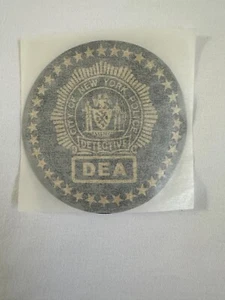 CITY OF NEW YORK POLICE
DETECTIVE
DEA